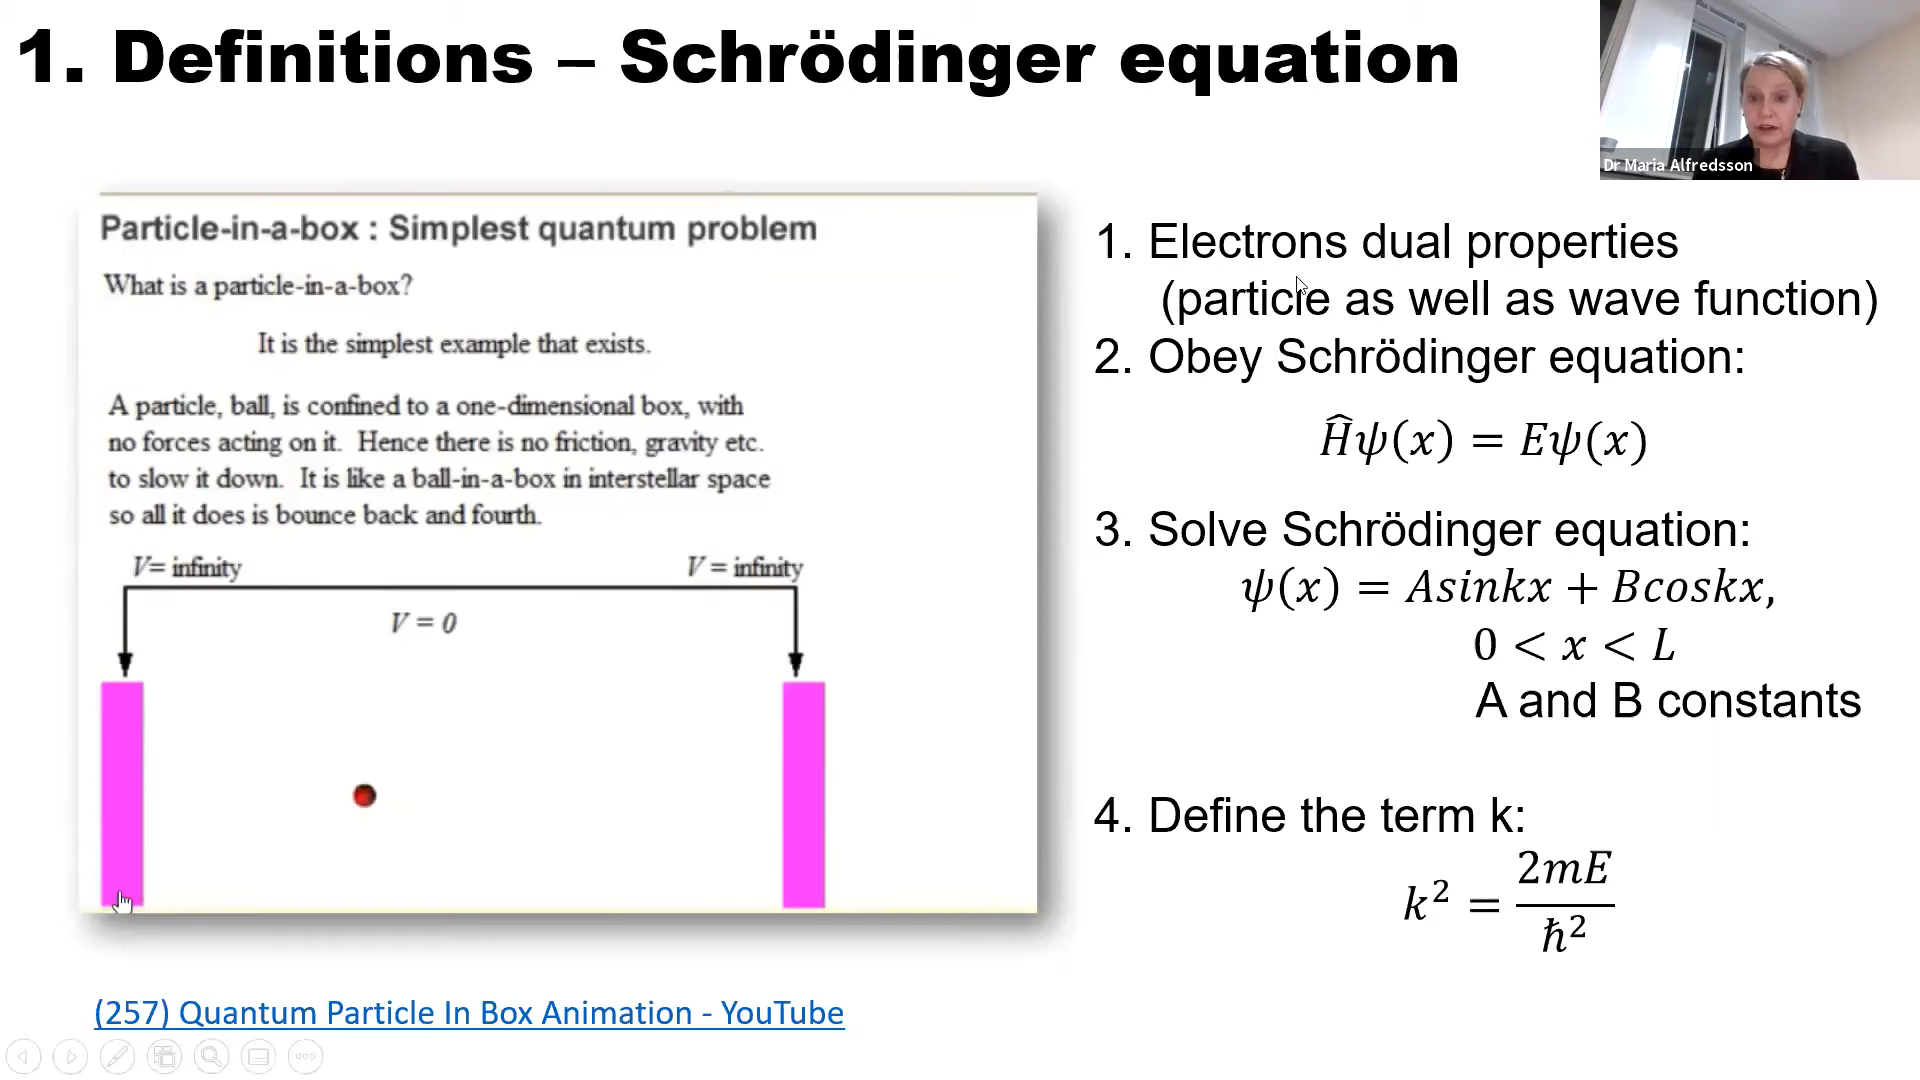 1. Definitions – Schrödinger equation
Dr Maria Alfredsson
Particle-in-a-box : Simplest quantum problem
What is a particle-in-a-box?
It is the simplest example that exists.
A particle, ball, is confined to a one-dimensional box, with
no forces acting on it. Hence there is no friction, gravity etc.
to slow it down. It is like a ball-in-a-box in interstellar space
so all it does is bounce back and fourth.
V= infinity
V = infinity
V = 0
(257) Quantum Particle In Box Animation - YouTube
1. Electrons dual properties
(particle as well as wave function)
2. Obey Schrödinger equation:
Ĥψ(x) = Eψ(x)
3. Solve Schrödinger equation:
ψ(x) = Asinkx + Bcoskx,
0 < x < L
A and B constants
4. Define the term k:
k² = 2mE / ħ²